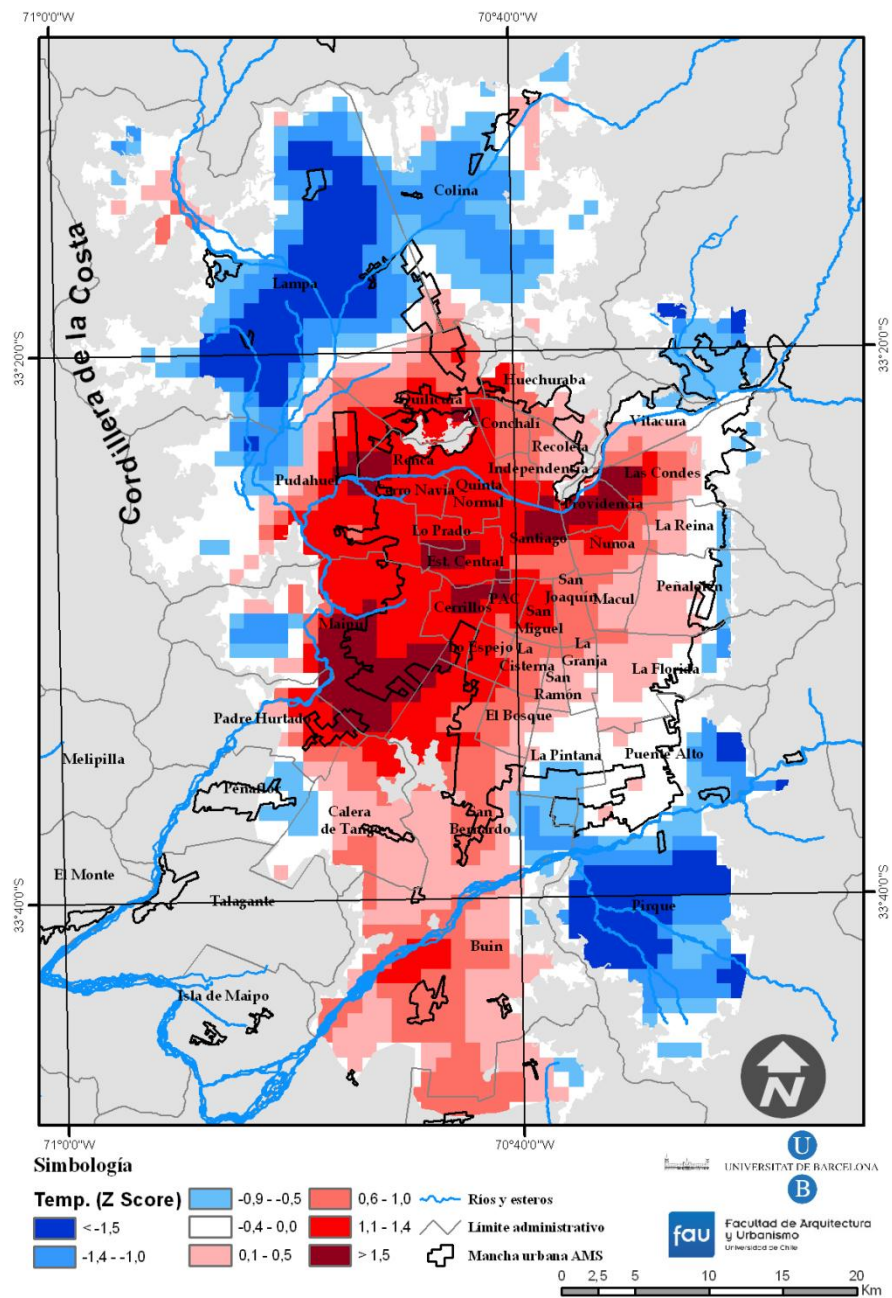 71°0'0"W
70°40'0"W
Colina
Cordillera de la Costa
Lampa
33°20'0"S
33°20'0"S
Huechuraba
Quilicura
Vitacura
Conchalí
Recoleta
Renca
Independencia
Las Condes
Pudahuel
Quinta
Normal
Cerro Navia
Providencia
Lo Prado
La Reina
Santiago
Ñunoa
Est. Central
San
Joaquín
Peñalolén
PAC
Macul
Cerrillos
San
Miguel
Maipú
Lo Espejo
La
Cisterna
La
Granja
La Florida
San
Ramón
Padre Hurtado
El Bosque
La Pintana
Puente Alto
Melipilla
Peñaflor
Calera
de Tango
San
Bernardo
El Monte
Talagante
33°40'0"S
33°40'0"S
Pirque
Buin
Isla de Maipo
N
71°0'0"W
70°40'0"W
Simbología
Temp. (Z Score)
< -1,5
-1,4 - -1,0
-0,9 - -0,5
-0,4 - 0,0
0,1 - 0,5
0,6 - 1,0
1,1 - 1,4
> 1,5
Ríos y esteros
Límite administrativo
Mancha urbana AMS
U
UNIVERSITAT DE BARCELONA
B
fau
Facultad de Arquitectura
y Urbanismo
Universidad de Chile
0 2,5 5 10 15 20
Km